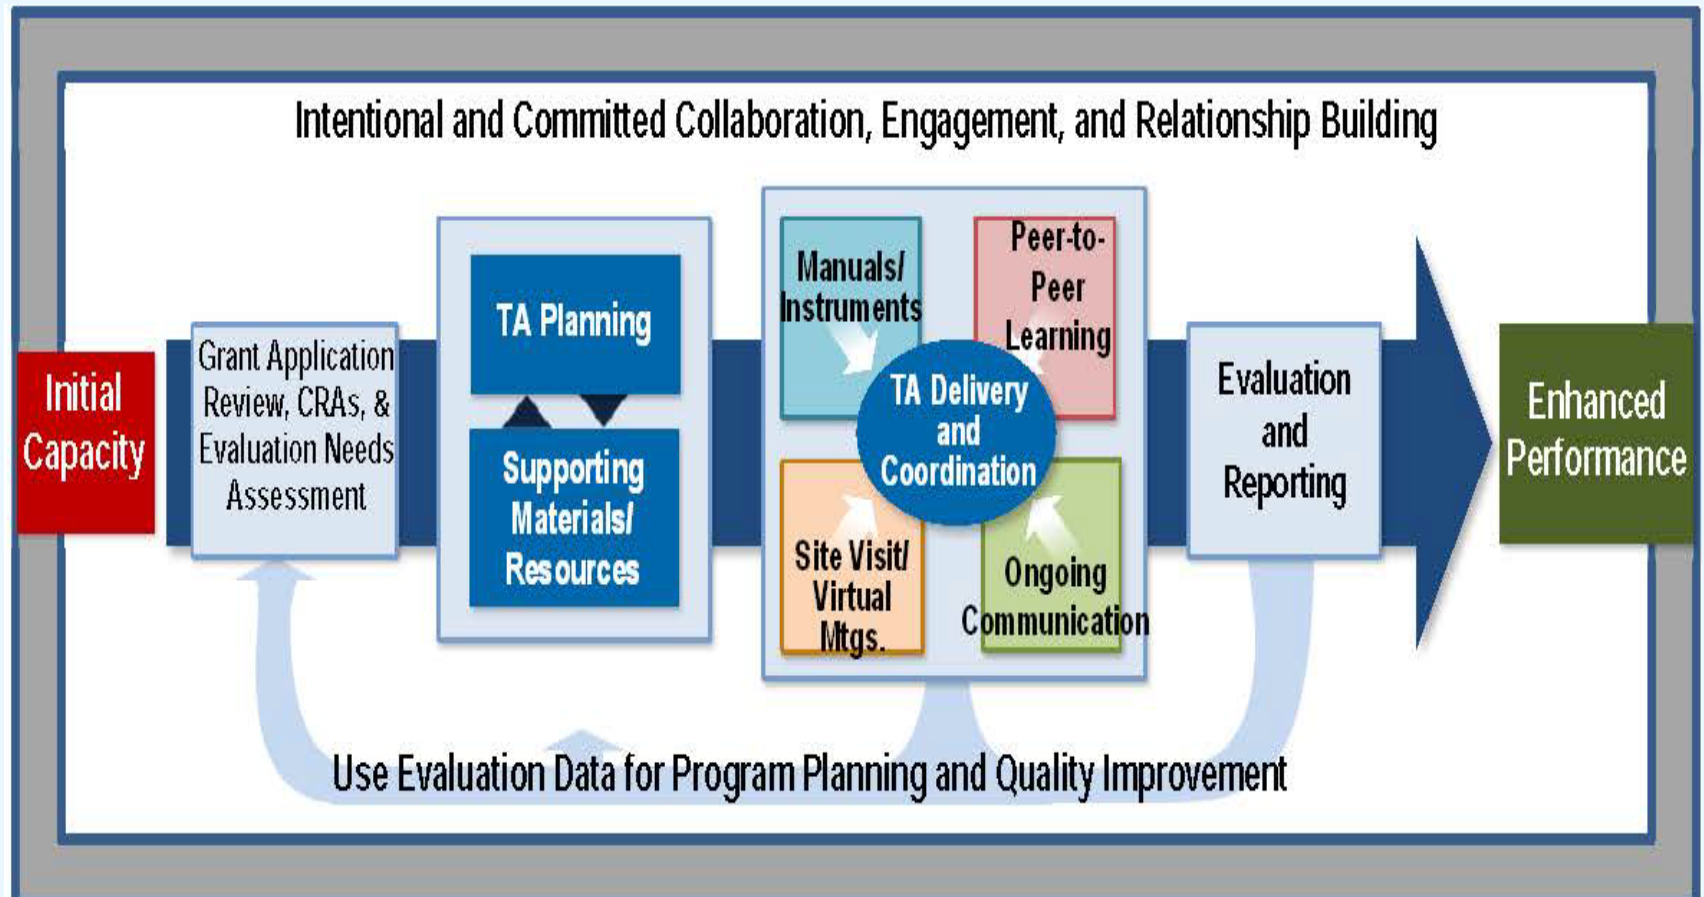 Intentional and Committed Collaboration, Engagement, and Relationship Building
Initial
Capacity
Grant Application
Review, CRAs, &
Evaluation Needs
Assessment
TA Planning
Supporting
Materials/
Resources
Manuals/
Instruments
Peer-to-
Peer
Learning
TA Delivery
and
Coordination
Site Visit/
Virtual
Mtgs.
Ongoing
Communication
Evaluation
and
Reporting
Enhanced
Performance
Use Evaluation Data for Program Planning and Quality Improvement